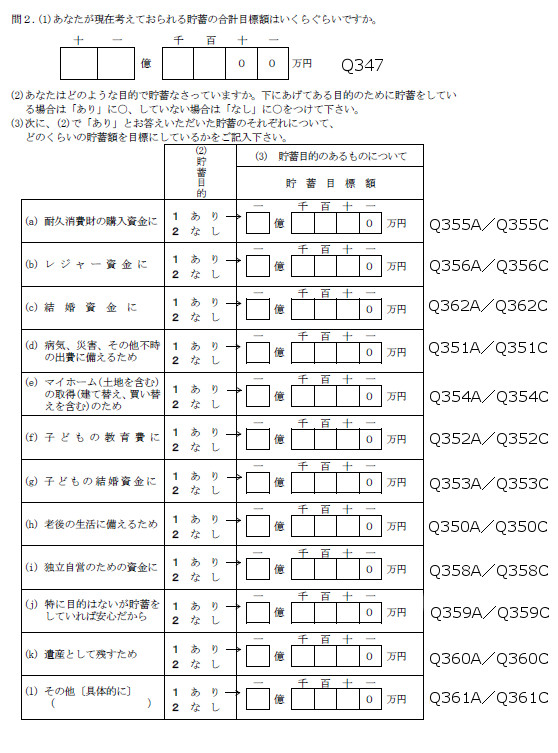 問２．(1) あなたが現在考えておられる貯蓄の合計目標額はいくらぐらいですか。
十 一 千 百 十 一
億 ０ ０ 万円 Q347
(2) あなたはどのような目的で貯蓄なさっていますか。下にあげてある目的のために貯蓄をしてい
る場合は「あり」に○、していない場合は「なし」に○をつけて下さい。
(3) 次に、(2)で「あり」とお答えいただいた貯蓄のそれぞれについて、
どのくらいの貯蓄額を目標にしているかをご記入下さい。
(2)
貯蓄目的
(3) 貯蓄目的のあるものについて
貯 蓄 目 標 額
一 千 百 十 一
(a) 耐久消費財の購入資金に 1 あ り → 億 ０ 万円 Q355A／Q355C
2 な し
一 千 百 十 一
(b) レ ジ ャ ー 資 金 に 1 あ り → 億 ０ 万円 Q356A／Q356C
2 な し
一 千 百 十 一
(c) 結 婚 資 金 に 1 あ り → 億 ０ 万円 Q362A／Q362C
2 な し
一 千 百 十 一
(d) 病気、災害、その他不時 1 あ り → 億 ０ 万円 Q351A／Q351C
の出費に備えるため 2 な し
一 千 百 十 一
(e) マイホーム(土地を含む)
の取得(建て替え、買い替 1 あ り → 億 ０ 万円 Q354A／Q354C
えを含む)のため 2 な し
一 千 百 十 一
(f) 子 ど も の 教 育 費 に 1 あ り → 億 ０ 万円 Q352A／Q352C
2 な し
一 千 百 十 一
(g) 子 ど も の 結 婚 資 金 に 1 あ り → 億 ０ 万円 Q353A／Q353C
2 な し
一 千 百 十 一
(h) 老後の生活に備えるため 1 あ り → 億 ０ 万円 Q350A／Q350C
2 な し
一 千 百 十 一
(i) 独立自営のための資金に 1 あ り → 億 ０ 万円 Q358A／Q358C
2 な し
一 千 百 十 一
(j) 特に目的はないが貯蓄を 1 あ り → 億 ０ 万円 Q359A／Q359C
していれば安心だから 2 な し
一 千 百 十 一
(k) 遺産として残すため 1 あ り → 億 ０ 万円 Q360A／Q360C
2 な し
一 千 百 十 一
(l) その他〔具体的に〕 1 あ り → 億 ０ 万円 Q361A／Q361C
（ ） 2 な し